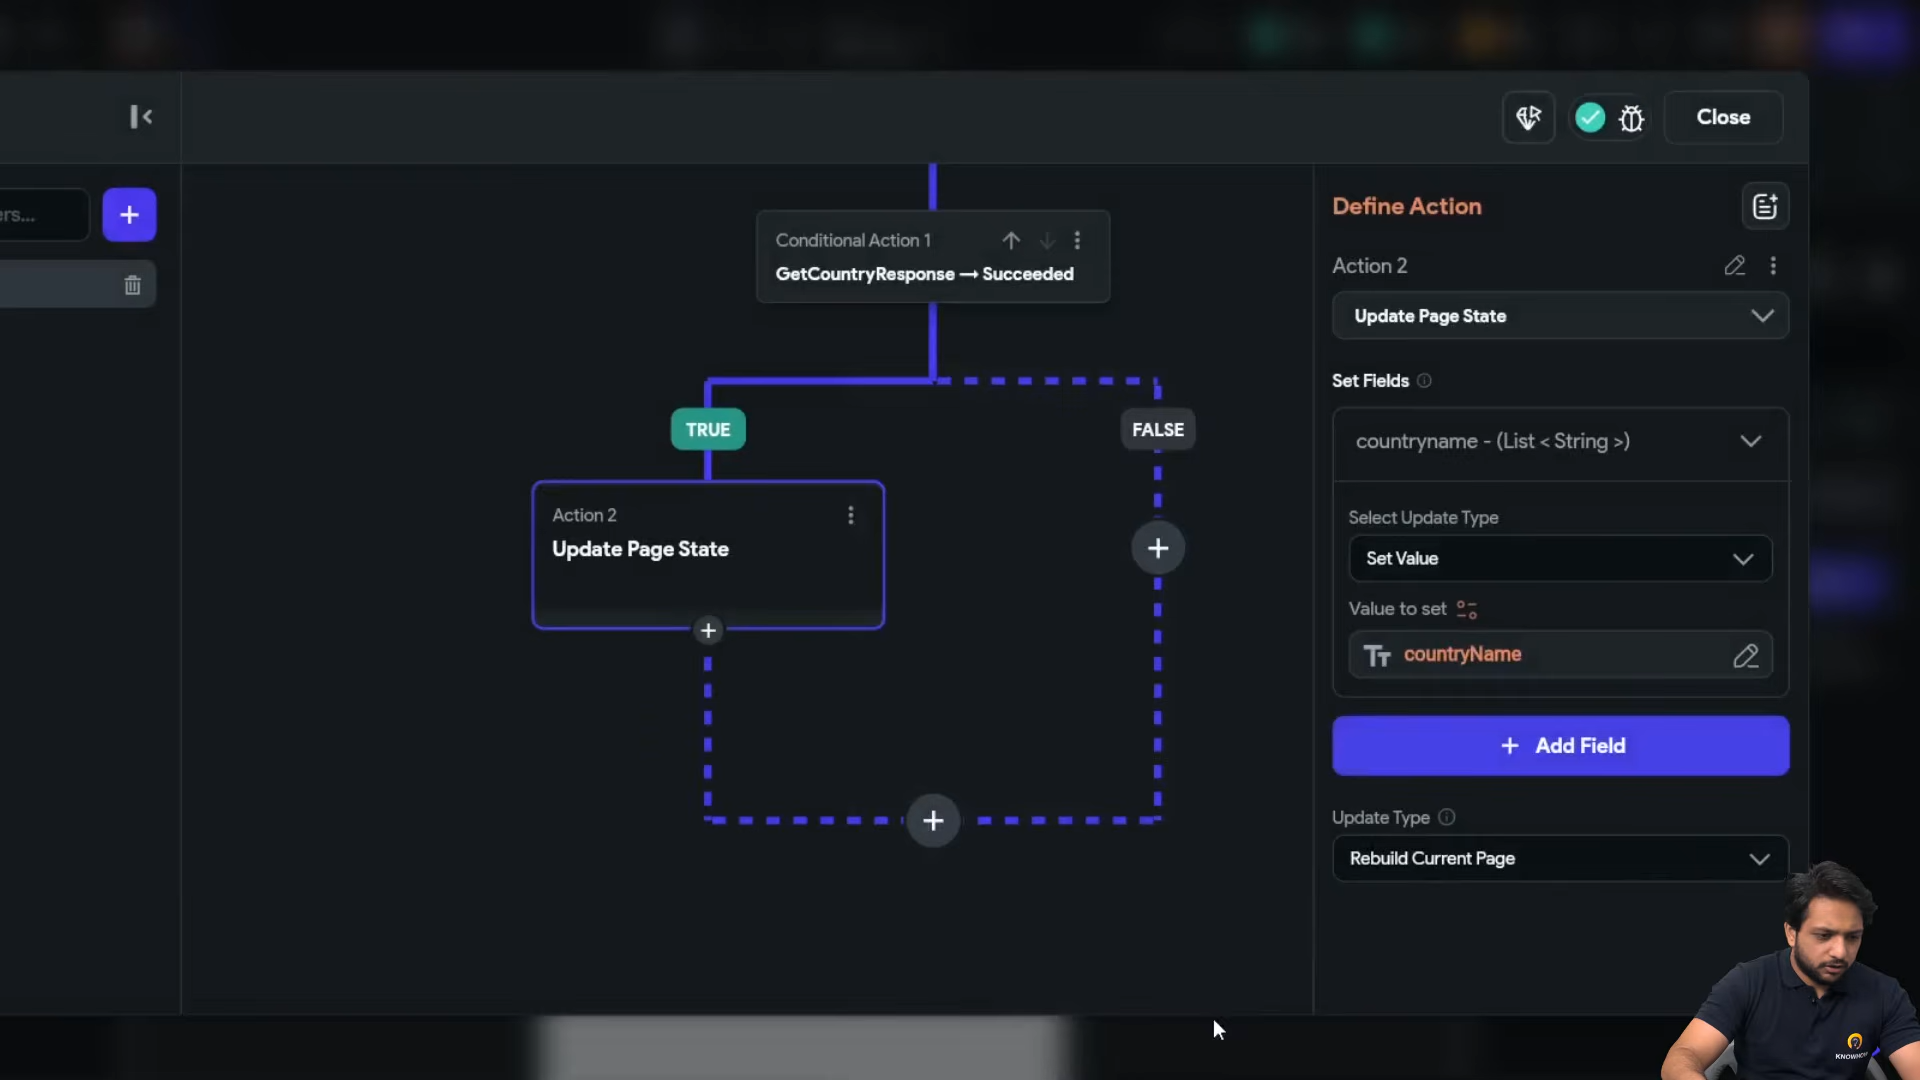 Close
ers...
Conditional Action 1
GetCountryResponse → Succeeded
TRUE
FALSE
Action 2
Update Page State
Define Action
Action 2
Update Page State
Set Fields
countryname - (List < String >)
Select Update Type
Set Value
Value to set
countryName
+ Add Field
Update Type
Rebuild Current Page